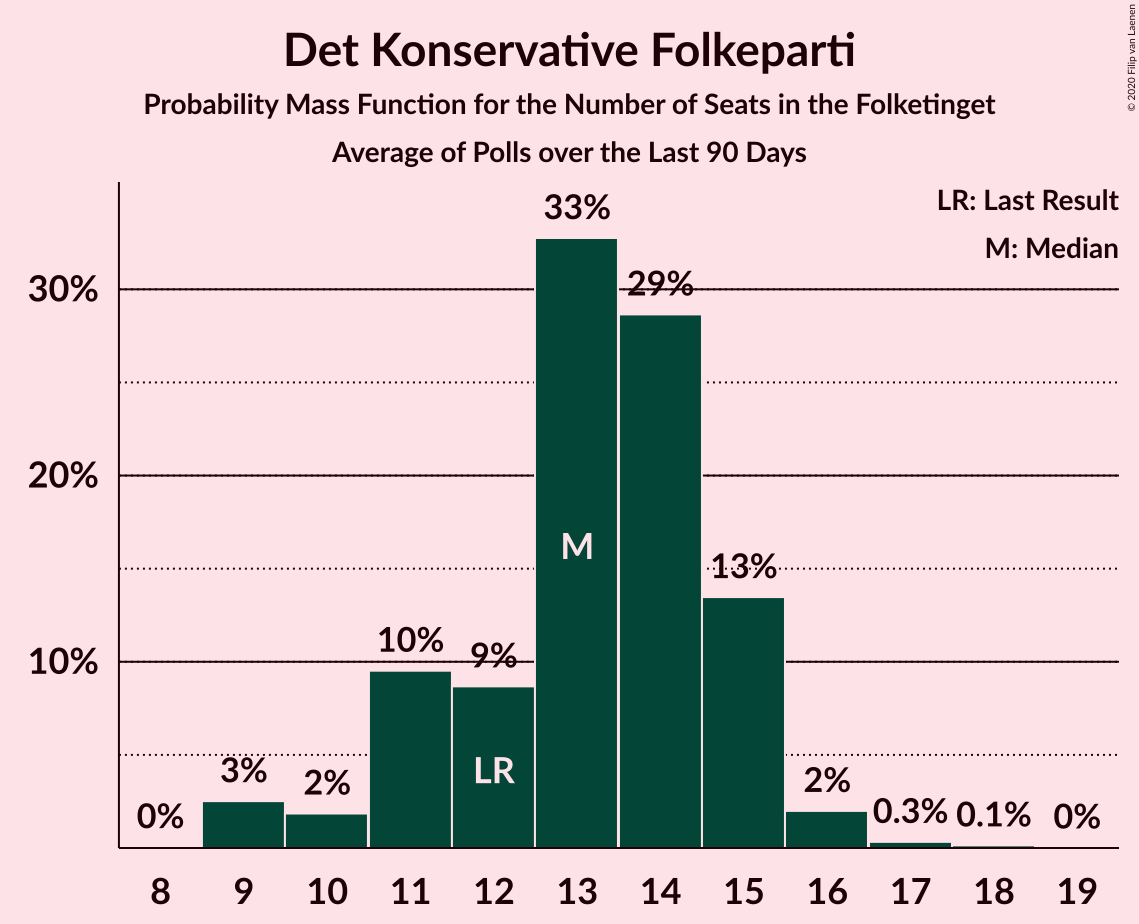 Det Konservative Folkeparti
Probability Mass Function for the Number of Seats in the Folketinget
Average of Polls over the Last 90 Days
© 2020 Filip van Laenen
LR: Last Result
M: Median
33%
29%
30%
20%
M
13%
10%
9%
10%
LR
3%
2%
2%
0%
0.3%
0.1%
0%
8 9 10 11 12 13 14 15 16 17 18 19